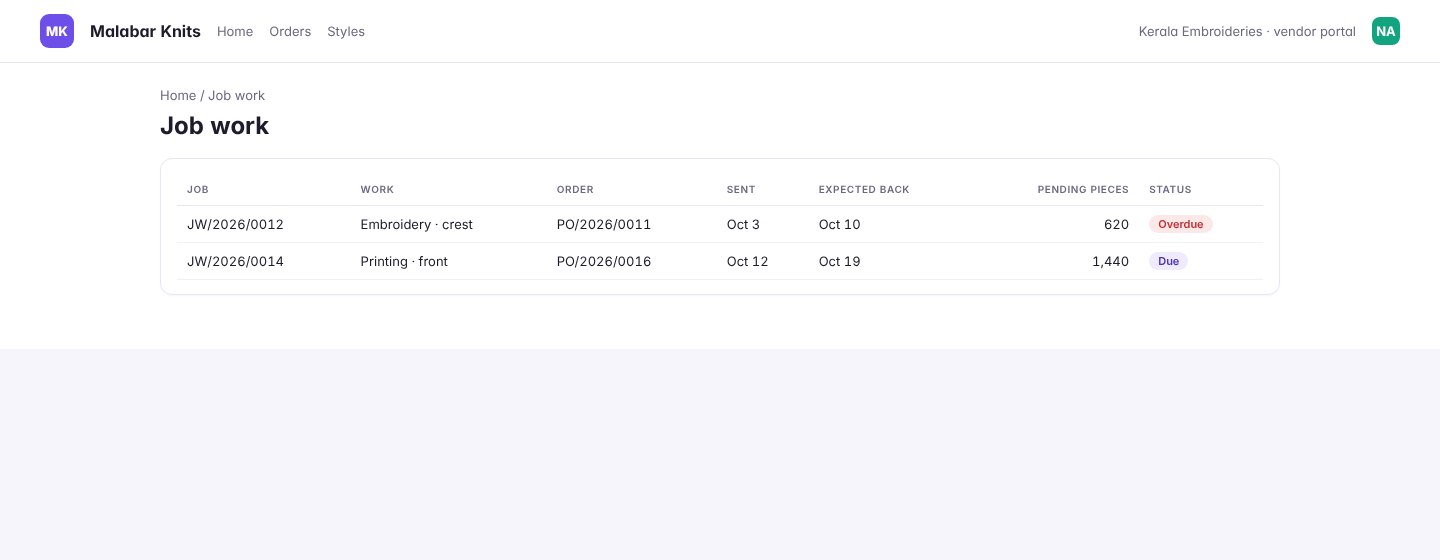 MK Malabar Knits Home Orders Styles Kerala Embroideries · vendor portal NA
Home / Job work
Job work
JOB WORK ORDER SENT EXPECTED BACK PENDING PIECES STATUS
JW/2026/0012 Embroidery · crest PO/2026/0011 Oct 3 Oct 10 620 Overdue
JW/2026/0014 Printing · front PO/2026/0016 Oct 12 Oct 19 1,440 Due